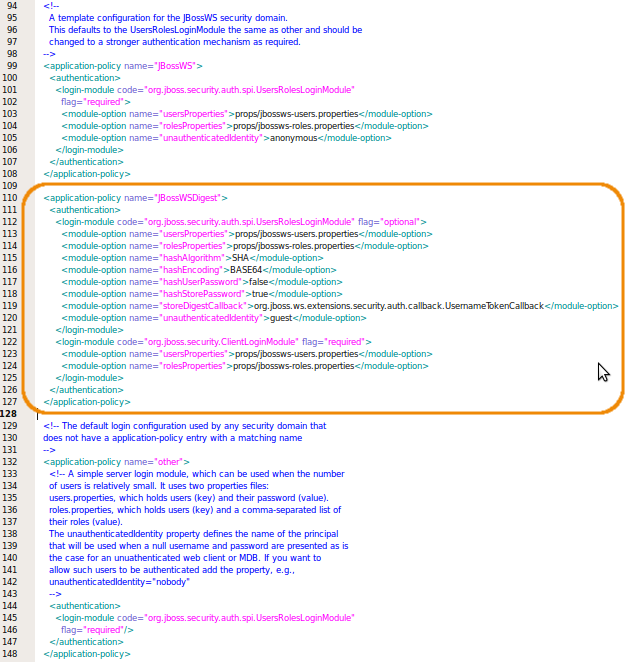 94 <!--
95 A template configuration for the JBossWS security domain.
96 This defaults to the UsersRolesLoginModule the same as other and should be
97 changed to a stronger authentication mechanism as required.
98 -->
99 <application-policy name="JBossWS">
100 <authentication>
101 <login-module code="org.jboss.security.auth.spi.UsersRolesLoginModule"
102 flag="required">
103 <module-option name="usersProperties">props/jbossws-users.properties</module-option>
104 <module-option name="rolesProperties">props/jbossws-roles.properties</module-option>
105 <module-option name="unauthenticatedIdentity">anonymous</module-option>
106 </login-module>
107 </authentication>
108 </application-policy>
109
110 <application-policy name="JBossWSDigest">
111 <authentication>
112 <login-module code="org.jboss.security.auth.spi.UsersRolesLoginModule" flag="optional">
113 <module-option name="usersProperties">props/jbossws-users.properties</module-option>
114 <module-option name="rolesProperties">props/jbossws-roles.properties</module-option>
115 <module-option name="hashAlgorithm">SHA</module-option>
116 <module-option name="hashEncoding">BASE64</module-option>
117 <module-option name="hashUserPassword">false</module-option>
118 <module-option name="hashStorePassword">true</module-option>
119 <module-option name="storeDigestCallback">org.jboss.ws.extensions.security.auth.callback.UsernameTokenCallback</module-option>
120 <module-option name="unauthenticatedIdentity">guest</module-option>
121 </login-module>
122 <login-module code="org.jboss.security.ClientLoginModule" flag="required">
123 <module-option name="usersProperties">props/jbossws-users.properties</module-option>
124 <module-option name="rolesProperties">props/jbossws-roles.properties</module-option>
125 </login-module>
126 </authentication>
127 </application-policy>
128
129 <!-- The default login configuration used by any security domain that
130 does not have a application-policy entry with a matching name
131 -->
132 <application-policy name="other">
133 <!-- A simple server login module, which can be used when the number
134 of users is relatively small. It uses two properties files:
135 users.properties, which holds users (key) and their password (value).
136 roles.properties, which holds users (key) and a comma-separated list of
137 their roles (value).
138 The unauthenticatedIdentity property defines the name of the principal
139 that will be used when a null username and password are presented as is
140 the case for an unuathenticated web client or MDB. If you want to
141 allow such users to be authenticated add the property, e.g.,
142 unauthenticatedIdentity="nobody"
143 -->
144 <authentication>
145 <login-module code="org.jboss.security.auth.spi.UsersRolesLoginModule"
146 flag="required"/>
147 </authentication>
148 </application-policy>